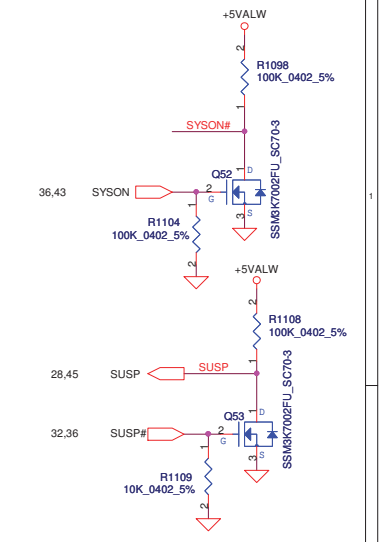 +5VALW
2
R1098
100K_0402_5%
1
SYSON#
1
D
Q52
SSM3K7002FU_SC70-3
36,43
SYSON
2
G
1
3
S
R1104
100K_0402_5%
2
1
+5VALW
2
R1108
100K_0402_5%
1
28,45
SUSP
SUSP
1
D
Q53
SSM3K7002FU_SC70-3
32,36
SUSP#
2
G
1
3
S
R1109
10K_0402_5%
2